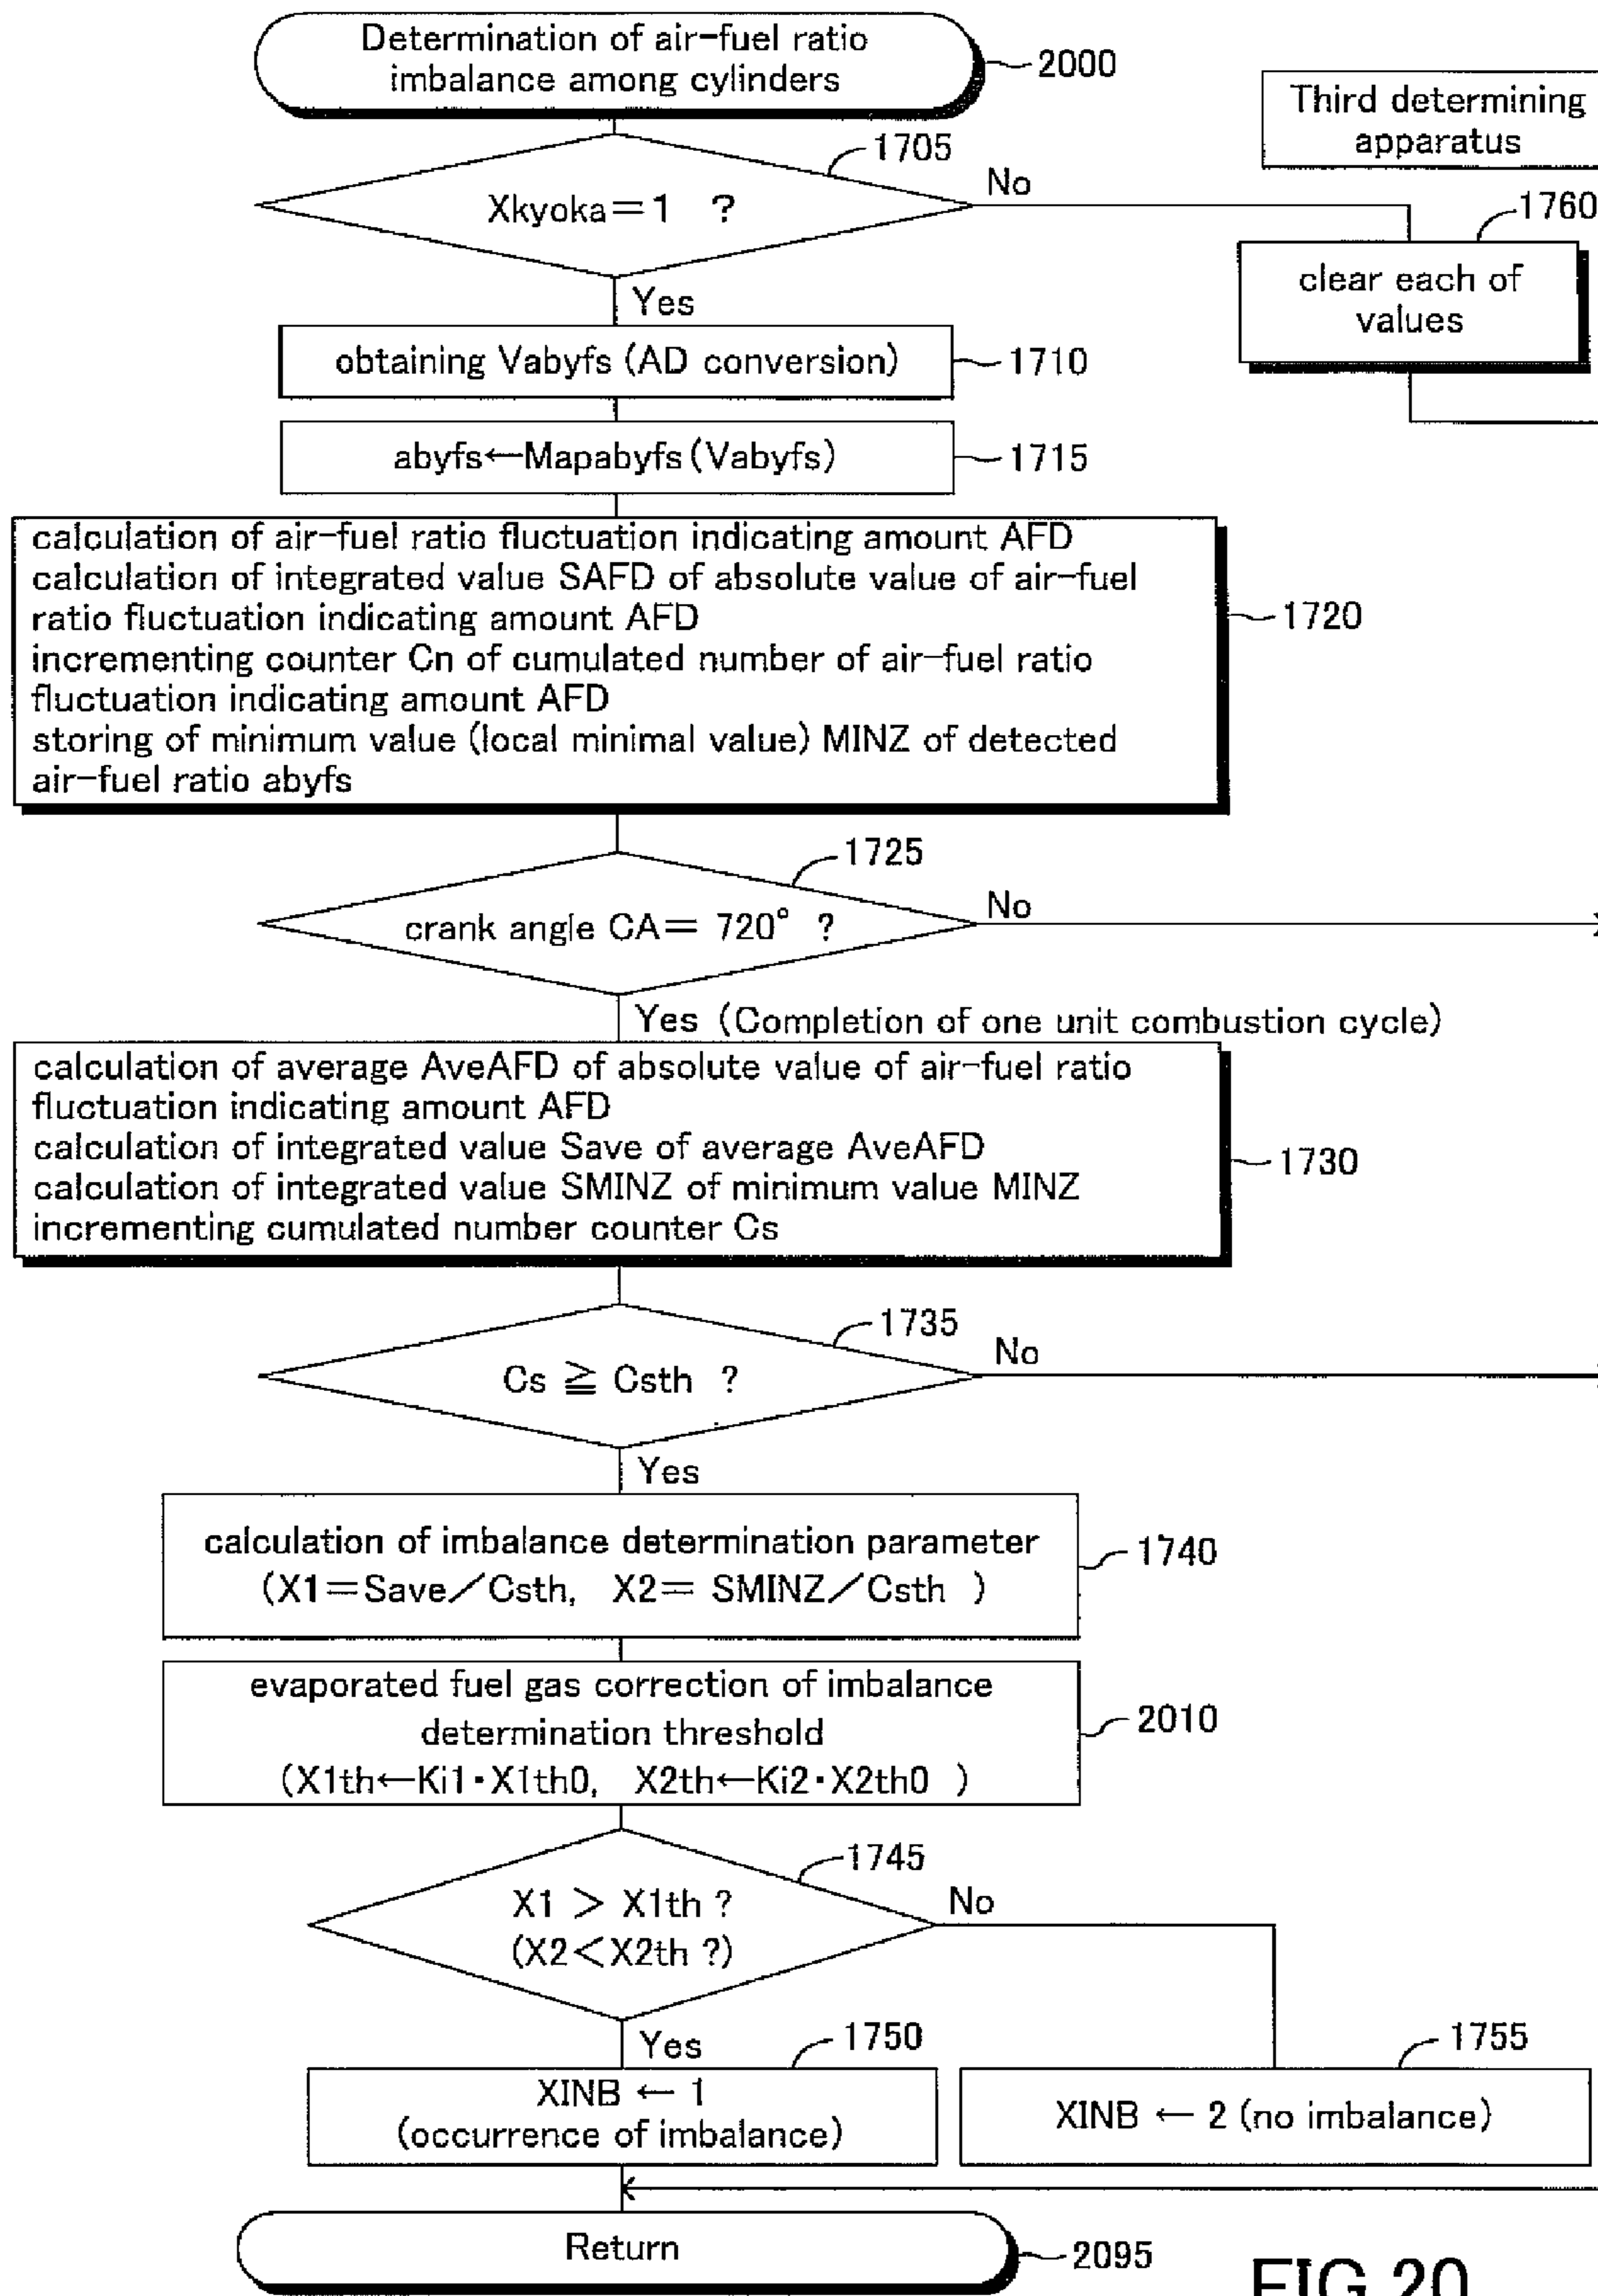 Determination of air-fuel ratio
imbalance among cylinders
2000
Third determining
apparatus
1705
Xkyoka=1 ?
No
1760
clear each of
values
Yes
obtaining Vabyfs (AD conversion)
1710
abyfs←Mapabyfs(Vabyfs)
1715
calculation of air-fuel ratio fluctuation indicating amount AFD
calculation of integrated value SAFD of absolute value of air-fuel
ratio fluctuation indicating amount AFD
incrementing counter Cn of cumulated number of air-fuel ratio
fluctuation indicating amount AFD
storing of minimum value (local minimal value) MINZ of detected
air-fuel ratio abyfs
1720
1725
crank angle CA= 720° ?
No
Yes (Completion of one unit combustion cycle)
calculation of average AveAFD of absolute value of air-fuel ratio
fluctuation indicating amount AFD
calculation of integrated value Save of average AveAFD
calculation of integrated value SMINZ of minimum value MINZ
incrementing cumulated number counter Cs
1730
1735
Cs ≧ Csth ?
No
Yes
calculation of imbalance determination parameter
(X1=Save/Csth, X2= SMINZ/Csth )
1740
evaporated fuel gas correction of imbalance
determination threshold
(X1th←Ki1·X1th0, X2th←Ki2·X2th0 )
2010
1745
X1 > X1th ?
(X2<X2th ?)
No
Yes
1750
XINB ← 1
(occurrence of imbalance)
1755
XINB ← 2 (no imbalance)
Return
2095
FIG.20